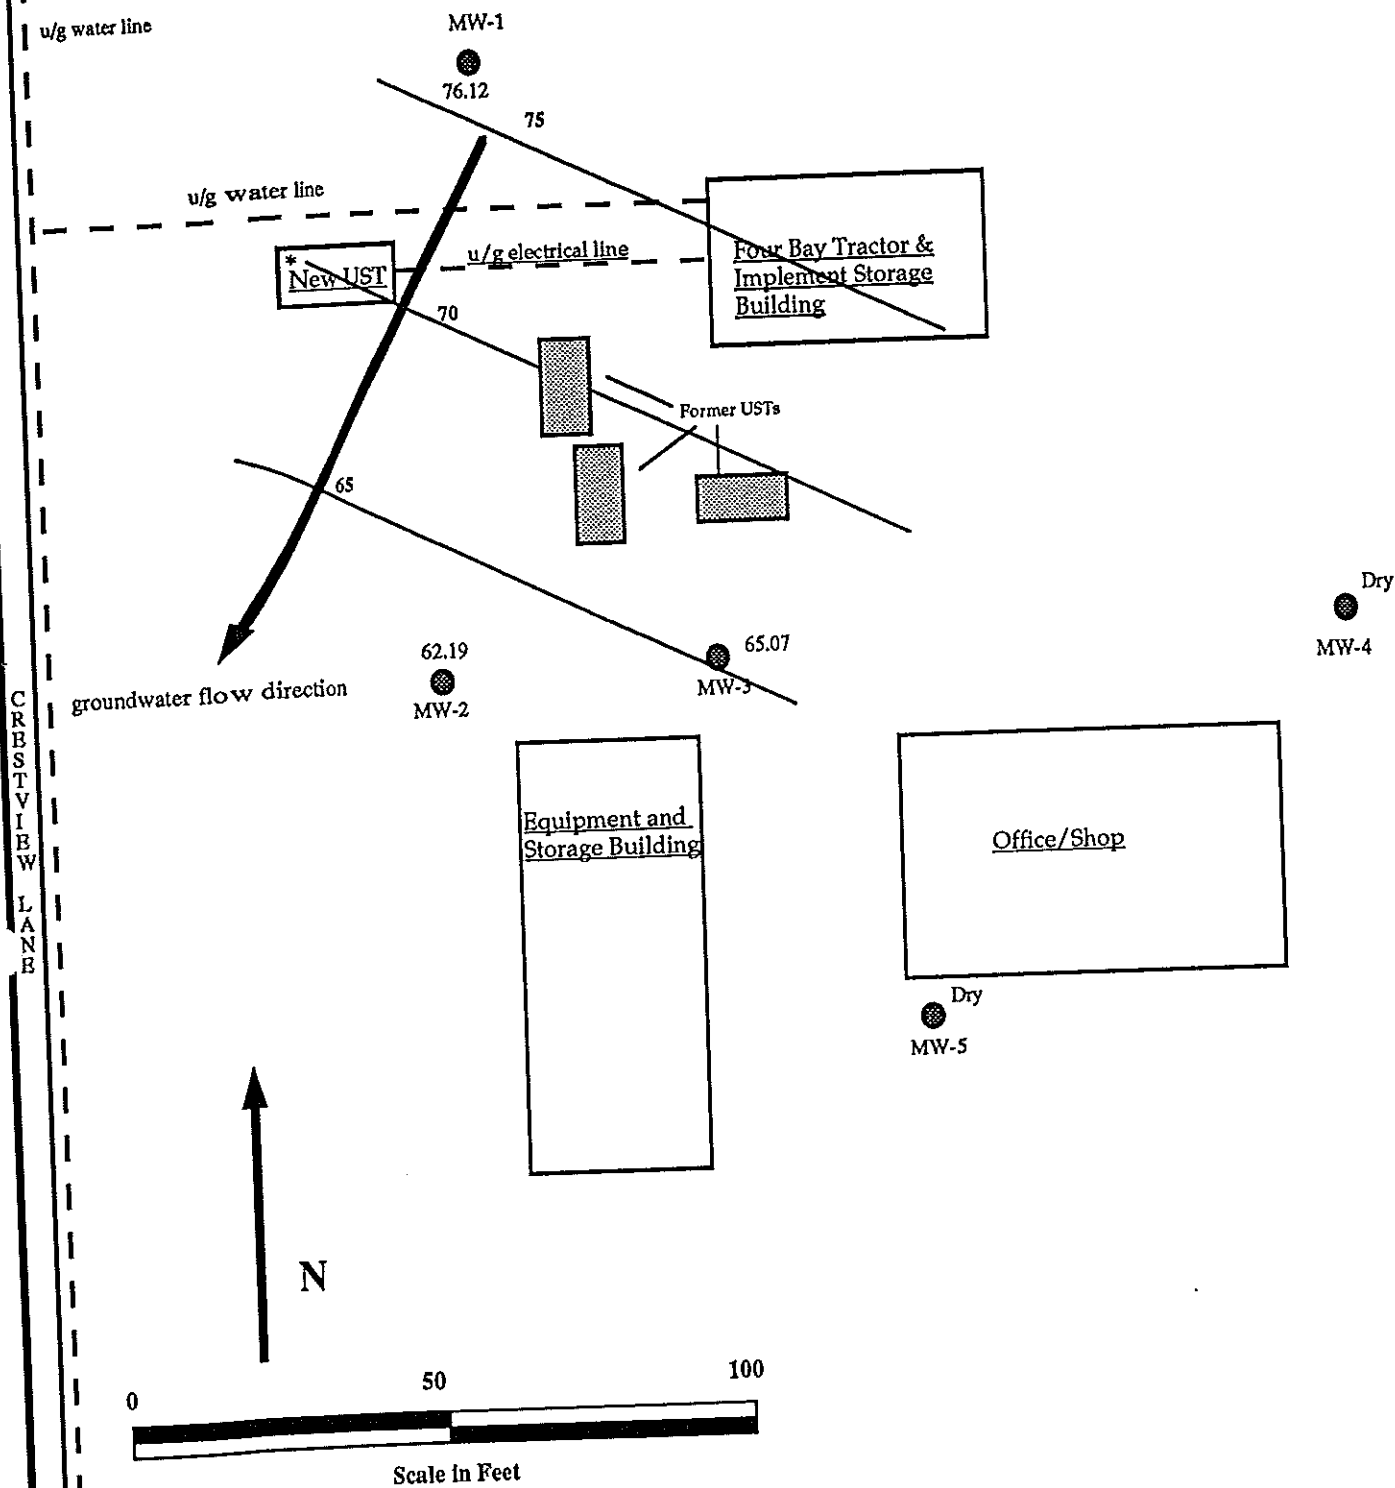 u/g water line
MW-1
76.12
75
u/g water line
u/g electrical line
*
New UST
Four Bay Tractor &
Implement Storage
Building
70
Former USTs
65
Dry
MW-4
62.19
65.07
MW-3
groundwater flow direction
MW-2
CRESTVIEW LANE
Equipment and
Storage Building
Office/Shop
Dry
MW-5
N
0
50
100
Scale in Feet